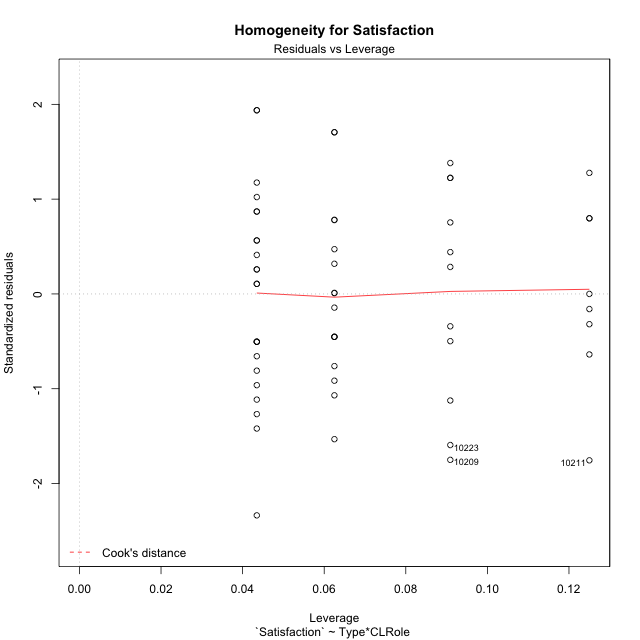 Homogeneity for Satisfaction
Residuals vs Leverage
2
1
0
-1
-2
Standardized residuals
10223
10209
10211
Cook's distance
0.00 0.02 0.04 0.06 0.08 0.10 0.12
Leverage
`Satisfaction` ~ Type*CLRole